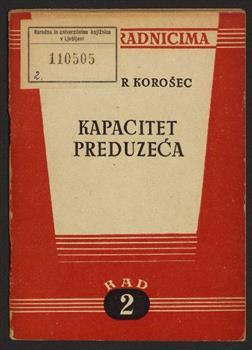 Narodna in univerzitetna knjižnica
v Ljubljani
110505
2.
RADNICIMA
R KOROŠEC
KAPACITET
PREDUZEĆA
RAD
2